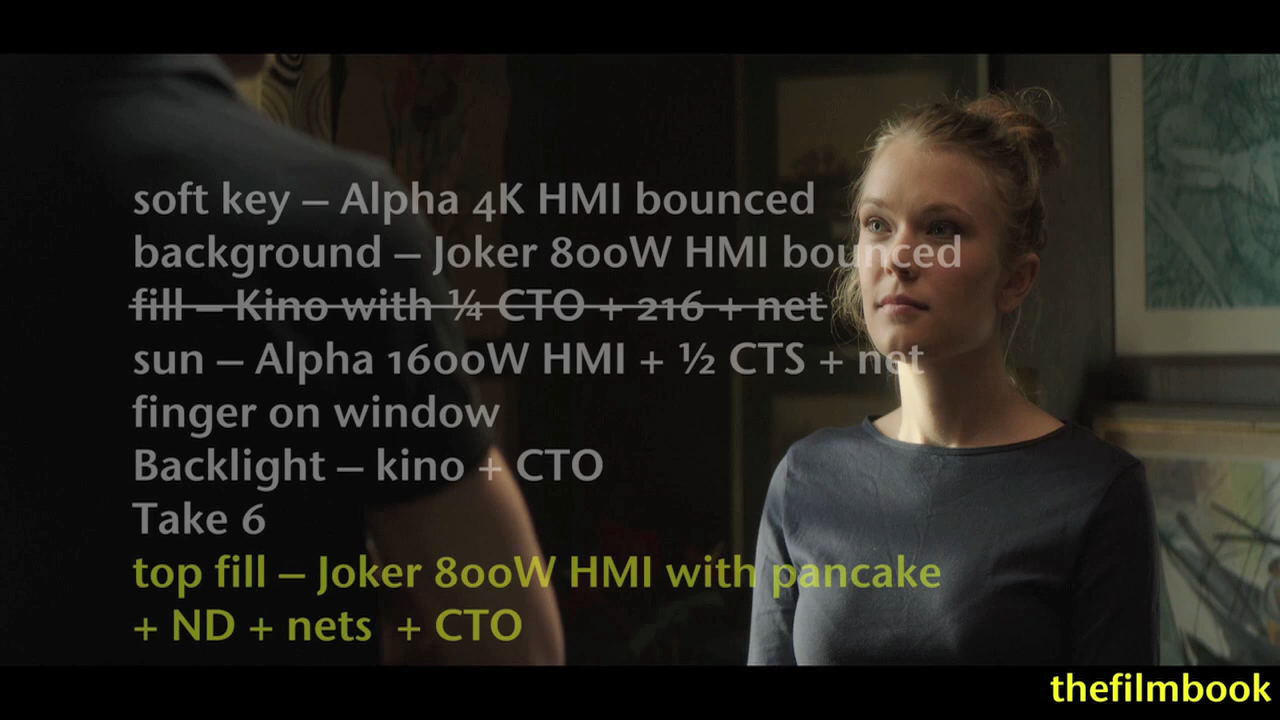 soft key – Alpha 4K HMI bounced
background – Joker 800W HMI bounced
fill – Kino with ¼ CTO + 216 + net
sun – Alpha 1600W HMI + ½ CTS + net
finger on window
Backlight – kino + CTO
Take 6
top fill – Joker 800W HMI with pancake
+ ND + nets + CTO
thefilmbook